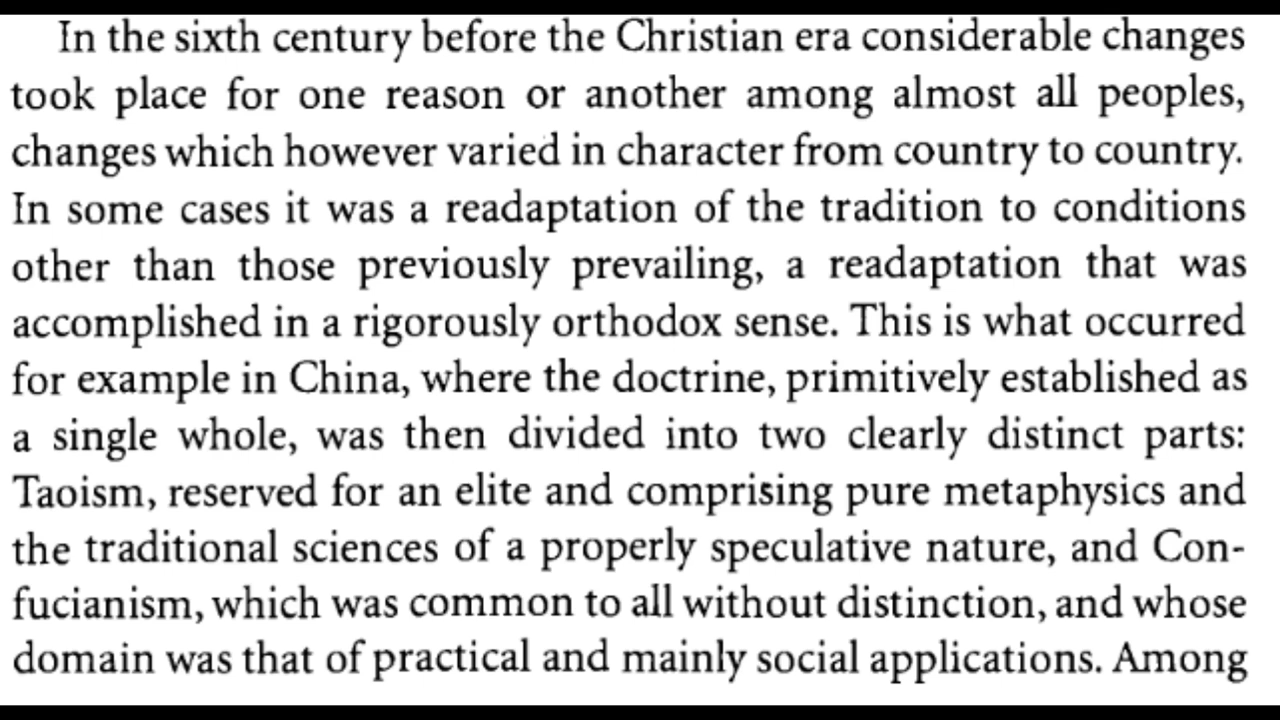 In the sixth century before the Christian era considerable changes
took place for one reason or another among almost all peoples,
changes which however varied in character from country to country.
In some cases it was a readaptation of the tradition to conditions
other than those previously prevailing, a readaptation that was
accomplished in a rigorously orthodox sense. This is what occurred
for example in China, where the doctrine, primitively established as
a single whole, was then divided into two clearly distinct parts:
Taoism, reserved for an elite and comprising pure metaphysics and
the traditional sciences of a properly speculative nature, and Con-
fucianism, which was common to all without distinction, and whose
domain was that of practical and mainly social applications. Among